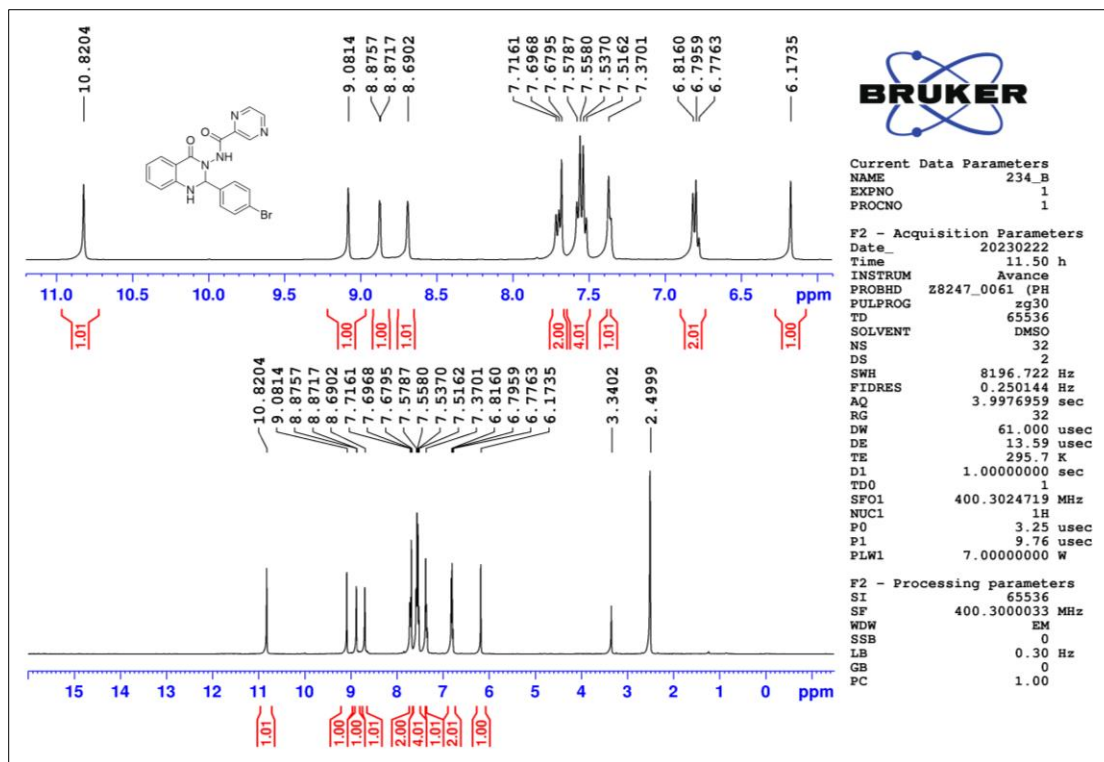 10.8204
9.0814
8.8757
8.8717
8.6902
7.7161
7.6968
7.6795
7.5787
7.5580
7.5370
7.5162
7.3701
6.8160
6.7959
6.7763
6.1735
N
N
O
NH
O
N
N
H
Br
11.0 10.5 10.0 9.5 9.0 8.5 8.0 7.5 7.0 6.5 ppm
1.01 1.00 1.00 1.01 2.00 4.01 1.01 2.01 1.00
10.8204
9.0814
8.8757
8.8717
8.6902
7.7161
7.6968
7.6795
7.5787
7.5580
7.5370
7.5162
7.3701
6.8160
6.7959
6.7763
6.1735
3.3402
2.4999
15 14 13 12 11 10 9 8 7 6 5 4 3 2 1 0 ppm
1.01 1.00 1.00 1.01 2.00 4.01 1.01 2.01 1.00
BRUKER
Current Data Parameters
NAME 234_B
EXPNO 1
PROCNO 1
F2 - Acquisition Parameters
Date_ 20230222
Time 11.50 h
INSTRUM Avance
PROBHD Z8247_0061 (PH
PULPROG zg30
TD 65536
SOLVENT DMSO
NS 32
DS 2
SWH 8196.722 Hz
FIDRES 0.250144 Hz
AQ 3.9976959 sec
RG 32
DW 61.000 usec
DE 13.59 usec
TE 295.7 K
D1 1.00000000 sec
TD0 1
SFO1 400.3024719 MHz
NUC1 1H
P0 3.25 usec
P1 9.76 usec
PLW1 7.00000000 W
F2 - Processing parameters
SI 65536
SF 400.3000033 MHz
WDW EM
SSB 0
LB 0.30 Hz
GB 0
PC 1.00